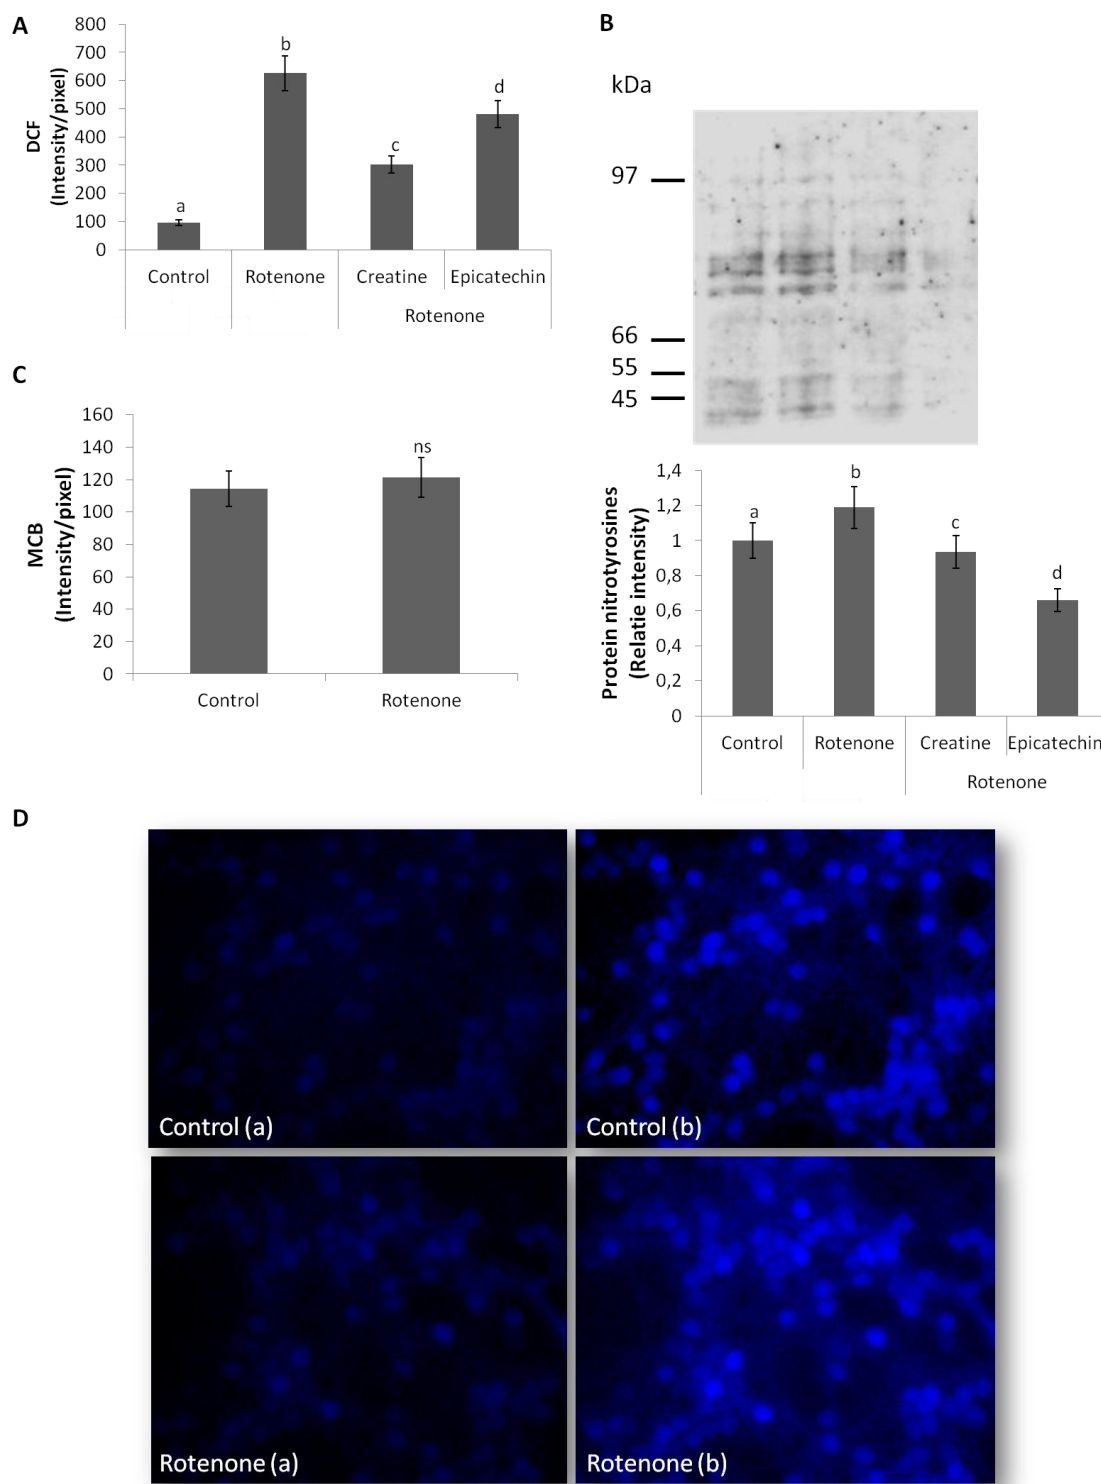 A
800
700
600
500
400
300
200
100
0
DCF
(Intensity/pixel)
a
b
c
d
Control Rotenone Creatine Epicatechin
Rotenone
B
kDa
97
66
55
45
1,4
1,2
1
0,8
0,6
0,4
0,2
0
Protein nitrotyrosines
(Relatie intensity)
a
b
c
d
Control Rotenone Creatine Epicatechin
Rotenone
C
160
140
120
100
80
60
40
20
0
MCB
(Intensity/pixel)
ns
Control Rotenone
D
Control (a)
Control (b)
Rotenone (a)
Rotenone (b)